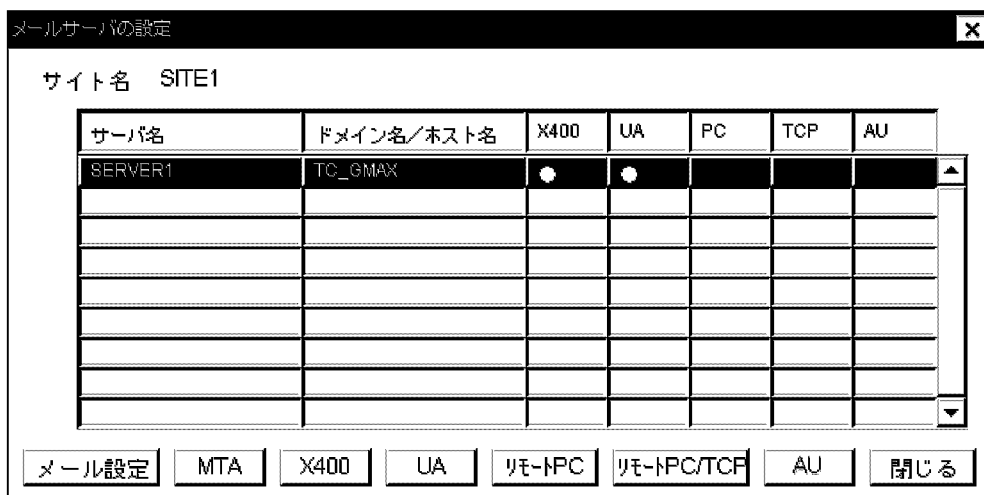 メールサーバの設定
サイト名 SITE1
サーバ名 ドメイン名/ホスト名 X400 UA PC TCP AU
SERVER1 TC_GMAX ● ●
メール設定 MTA X400 UA ﾘﾓｰﾄPC ﾘﾓｰﾄPC/TCP AU 閉じる